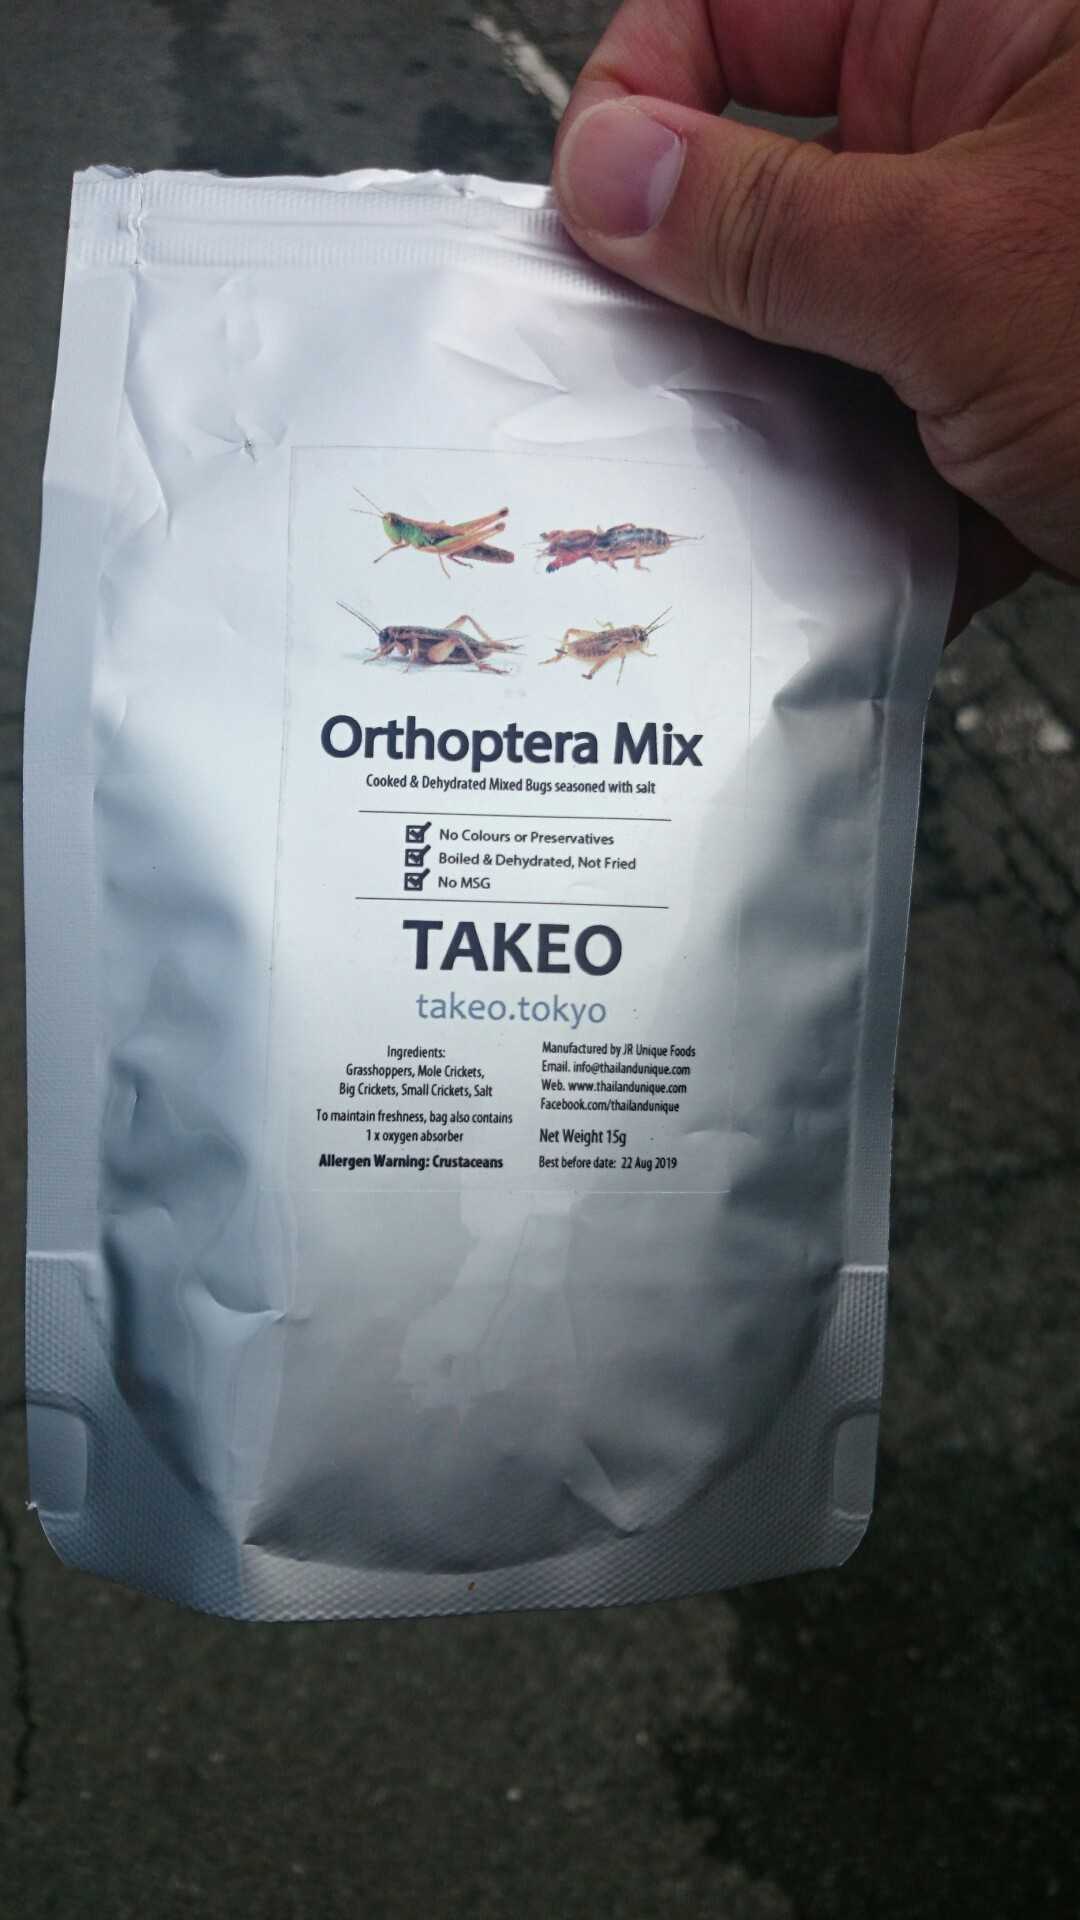 Orthoptera Mix
Cooked & Dehydrated Mixed Bugs seasoned with salt
No Colours or Preservatives
Boiled & Dehydrated, Not Fried
No MSG
TAKEO
takeo.tokyo
Ingredients:
Grasshoppers, Mole Crickets,
Big Crickets, Small Crickets, Salt
To maintain freshness, bag also contains
1 x oxygen absorber
Allergen Warning: Crustaceans
Manufactured by JR Unique Foods
Email. info@thailandunique.com
Web. www.thailandunique.com
Facebook.com/thailandunique
Net Weight 15g
Best before date: 22 Aug 2019